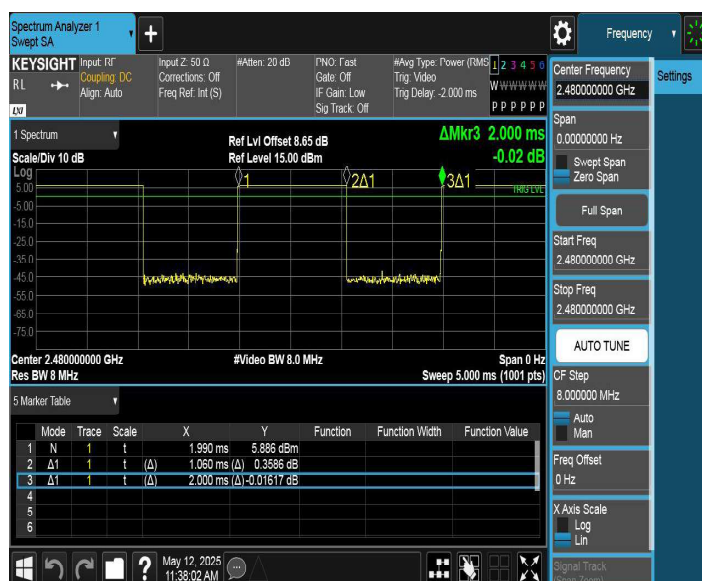 Spectrum Analyzer 1
Swept SA
Frequency
KEYSIGHT Input: RF Input Z: 50 Ω #Atten: 20 dB PNO: Fast #Avg Type: Power (RMS 1 2 3 4 5 6
RL Coupling: DC Corrections: Off Gate: Off Trig: Video W W W W W W
Align: Auto Freq Ref: Int (S) IF Gain: Low Trig Delay: -2.000 ms
LXI Sig Track: Off P P P P P P
Center Frequency
2.480000000 GHz
Settings
Span
0.00000000 Hz
Swept Span
Zero Span
Full Span
Start Freq
2.480000000 GHz
Stop Freq
2.480000000 GHz
AUTO TUNE
CF Step
8.000000 MHz
Auto
Man
Freq Offset
0 Hz
X Axis Scale
Log
Lin
Signal Track
(Span Zoom)
1 Spectrum
Scale/Div 10 dB
Ref Lvl Offset 8.65 dB
Ref Level 15.00 dBm
ΔMkr3 2.000 ms
-0.02 dB
Log
1 2Δ1 3Δ1
TRIG LVL
5.00
-5.00
-15.0
-25.0
-35.0
-45.0
-55.0
-65.0
-75.0
Center 2.480000000 GHz #Video BW 8.0 MHz Span 0 Hz
Res BW 8 MHz Sweep 5.000 ms (1001 pts)
5 Marker Table
Mode Trace Scale X Y Function Function Width Function Value
1 N 1 t 1.990 ms 5.886 dBm
2 Δ1 1 t (Δ) 1.060 ms (Δ) 0.3586 dB
3 Δ1 1 t (Δ) 2.000 ms (Δ) -0.01617 dB
4
5
6
? May 12, 2025
11:38:02 AM